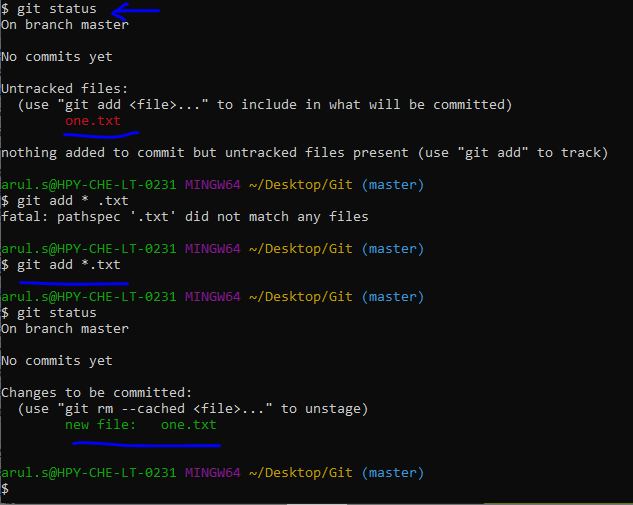 $ git status
On branch master

No commits yet

Untracked files:
  (use "git add <file>..." to include in what will be committed)
        one.txt

nothing added to commit but untracked files present (use "git add" to track)

arul.s@HPY-CHE-LT-0231 MINGW64 ~/Desktop/Git (master)
$ git add * .txt
fatal: pathspec '.txt' did not match any files

arul.s@HPY-CHE-LT-0231 MINGW64 ~/Desktop/Git (master)
$ git add *.txt

arul.s@HPY-CHE-LT-0231 MINGW64 ~/Desktop/Git (master)
$ git status
On branch master

No commits yet

Changes to be committed:
  (use "git rm --cached <file>..." to unstage)
        new file:   one.txt

arul.s@HPY-CHE-LT-0231 MINGW64 ~/Desktop/Git (master)
$